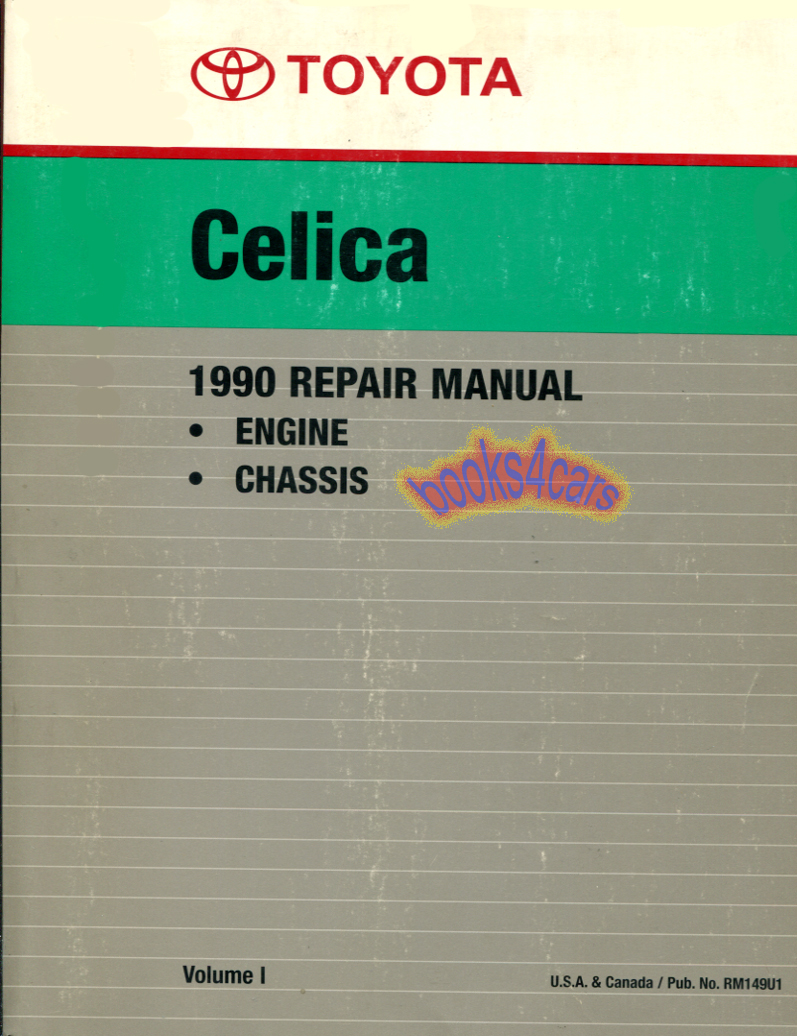 TOYOTA
Celica
1990 REPAIR MANUAL
• ENGINE
• CHASSIS
books4cars
Volume I
U.S.A. & Canada / Pub. No. RM149U1